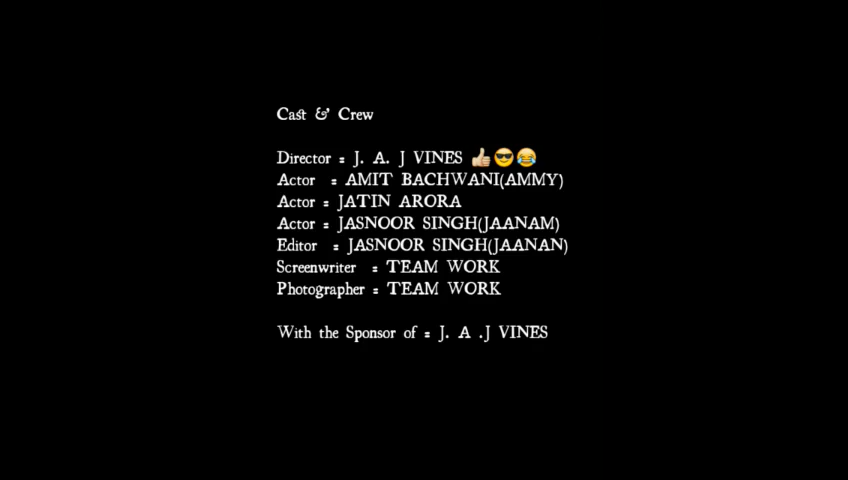 Cast & Crew
Director = J. A. J VINES 👍😎😂
Actor = AMIT BACHWANI(AMMY)
Actor = JATIN ARORA
Actor = JASNOOR SINGH(JAANAM)
Editor = JASNOOR SINGH(JAANAN)
Screenwriter = TEAM WORK
Photographer = TEAM WORK
With the Sponsor of = J. A .J VINES